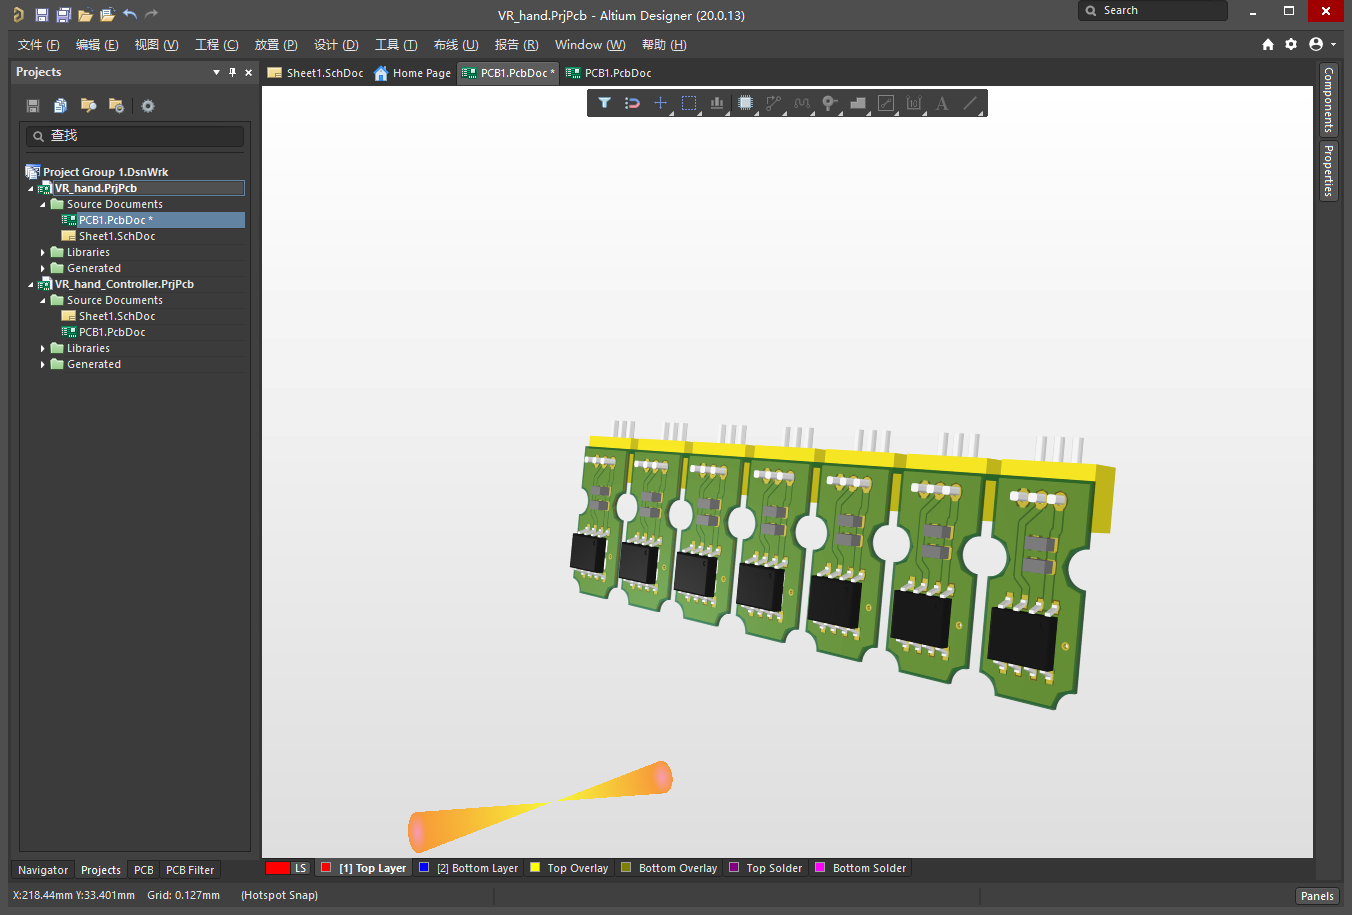 VR_hand.PrjPcb - Altium Designer (20.0.13)
Search
文件 (F) 编辑 (E) 视图 (V) 工程 (C) 放置 (P) 设计 (D) 工具 (T) 布线 (U) 报告 (R) Window (W) 帮助 (H)
Projects
Sheet1.SchDoc Home Page PCB1.PcbDoc * PCB1.PcbDoc
查找
Project Group 1.DsnWrk
VR_hand.PrjPcb
Source Documents
PCB1.PcbDoc *
Sheet1.SchDoc
Libraries
Generated
VR_hand_Controller.PrjPcb
Source Documents
Sheet1.SchDoc
PCB1.PcbDoc
Libraries
Generated
Components
Properties
Navigator Projects PCB PCB Filter
LS [1] Top Layer [2] Bottom Layer Top Overlay Bottom Overlay Top Solder Bottom Solder
X:218.44mm Y:33.401mm Grid: 0.127mm (Hotspot Snap)
Panels